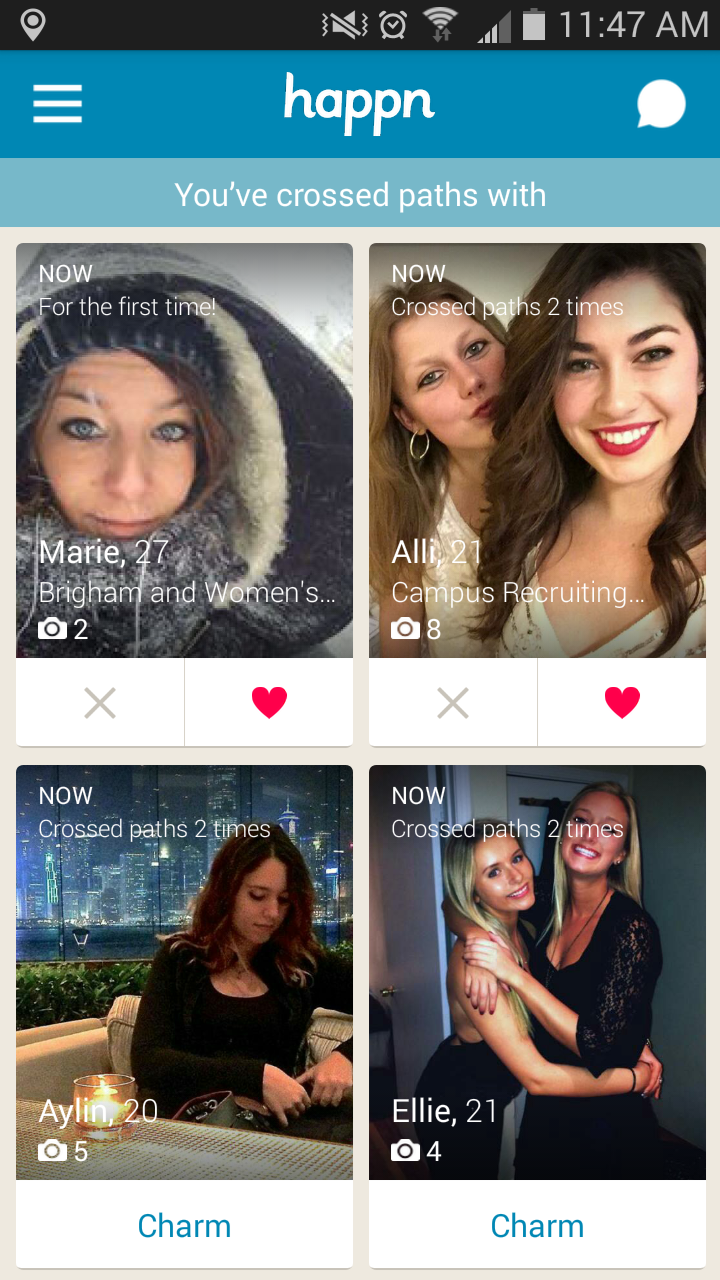 11:47 AM
happn
You've crossed paths with
NOW
For the first time!
Marie, 27
Brigham and Women's...
2
NOW
Crossed paths 2 times
Alli, 21
Campus Recruiting...
8
NOW
Crossed paths 2 times
Aylin, 20
5
Charm
NOW
Crossed paths 2 times
Ellie, 21
4
Charm